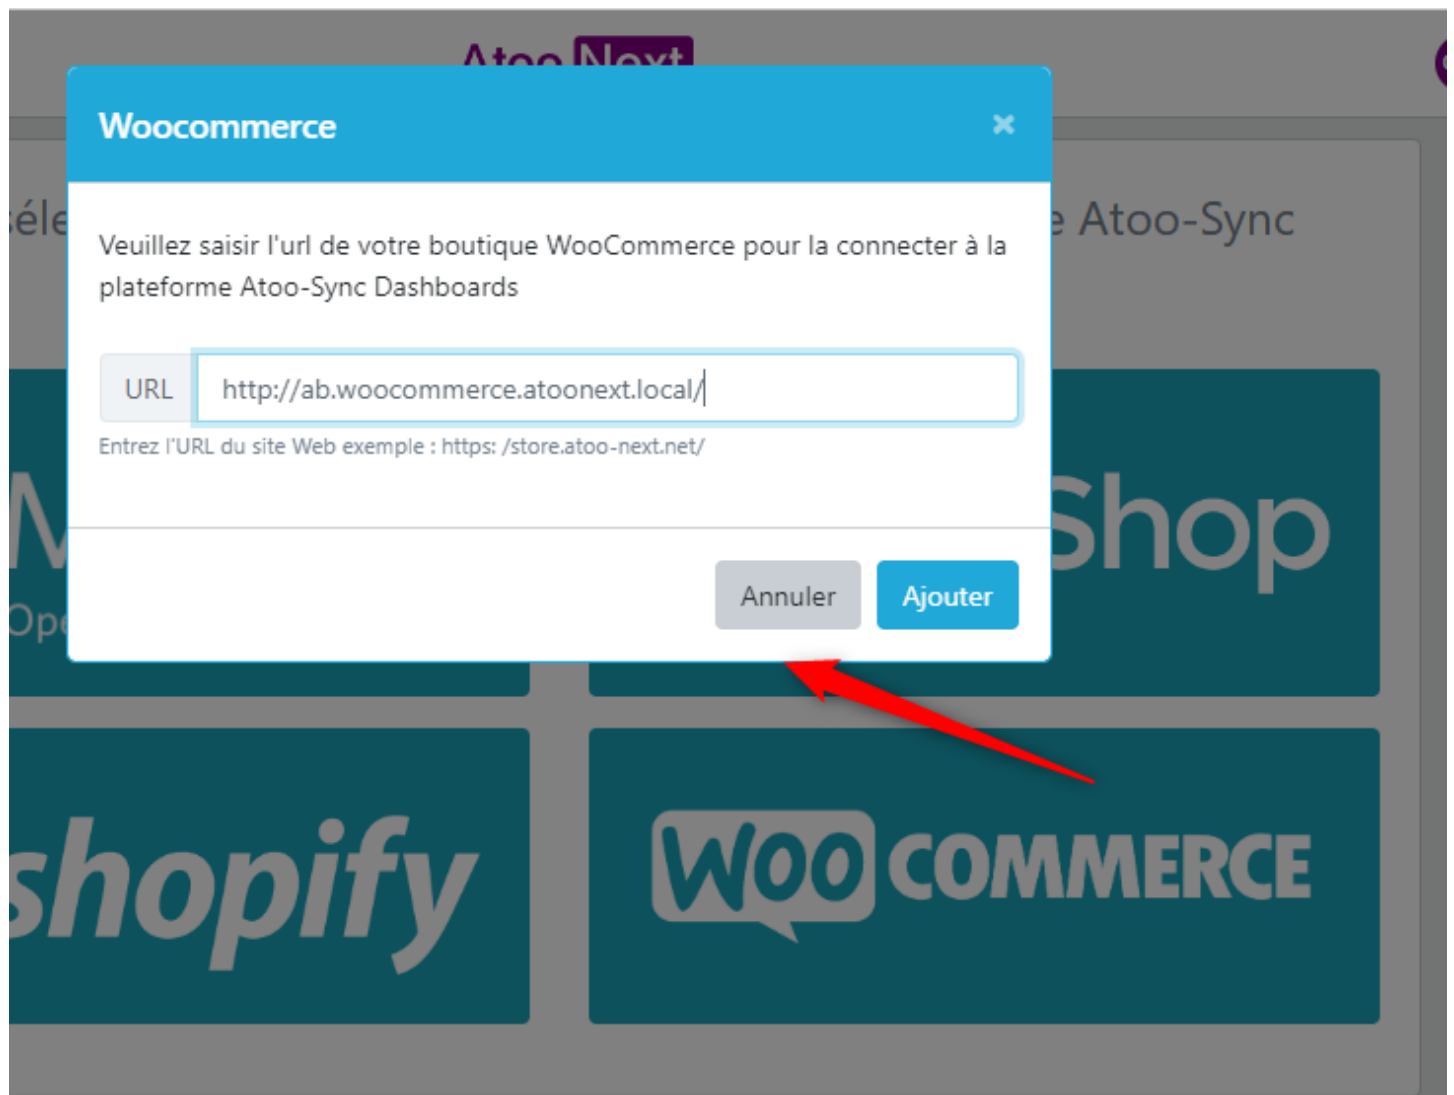 Atoo Next
Woocommerce
e Atoo-Sync
Veuillez saisir l'url de votre boutique WooCommerce pour la connecter à la
plateforme Atoo-Sync Dashboards
URL http://ab.woocommerce.atoonext.local/
Entrez l'URL du site Web exemple : https: /store.atoo-next.net/
Shop
Annuler Ajouter
shopify
WOO COMMERCE